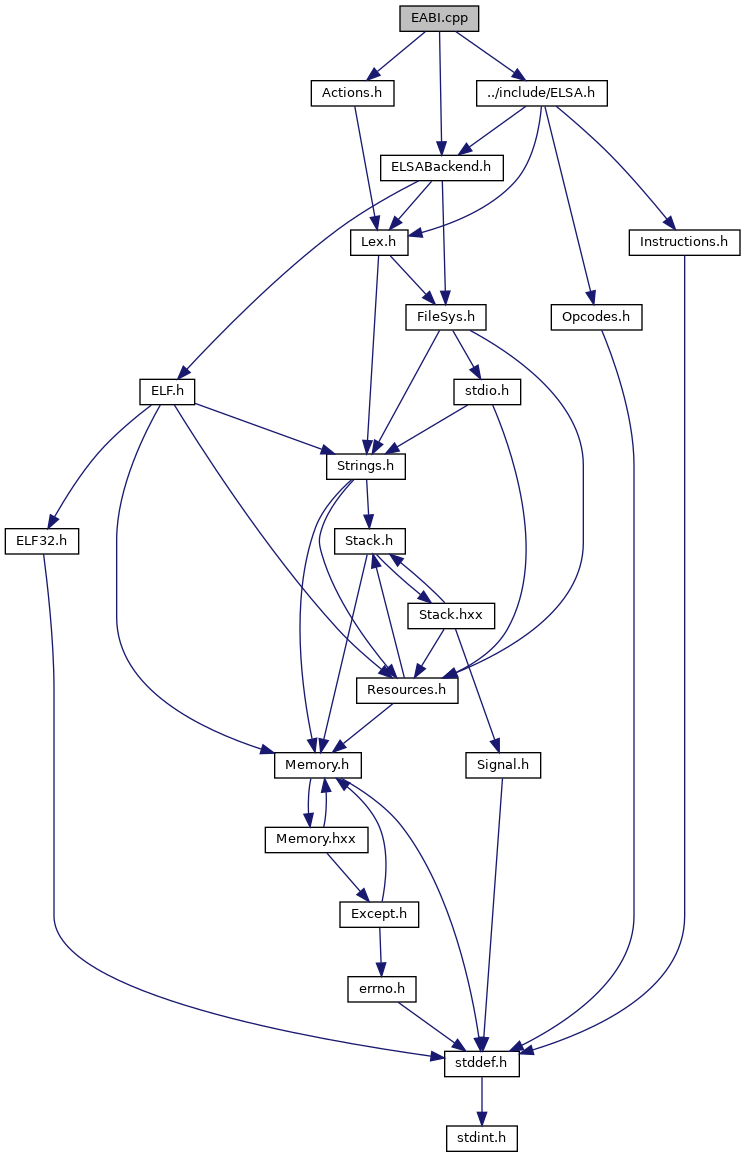 EABI.cpp
Actions.h
../include/ELSA.h
ELSABackend.h
Lex.h
Instructions.h
FileSys.h
Opcodes.h
ELF.h
stdio.h
Strings.h
ELF32.h
Stack.h
Stack.hxx
Resources.h
Memory.h
Signal.h
Memory.hxx
Except.h
errno.h
stddef.h
stdint.h